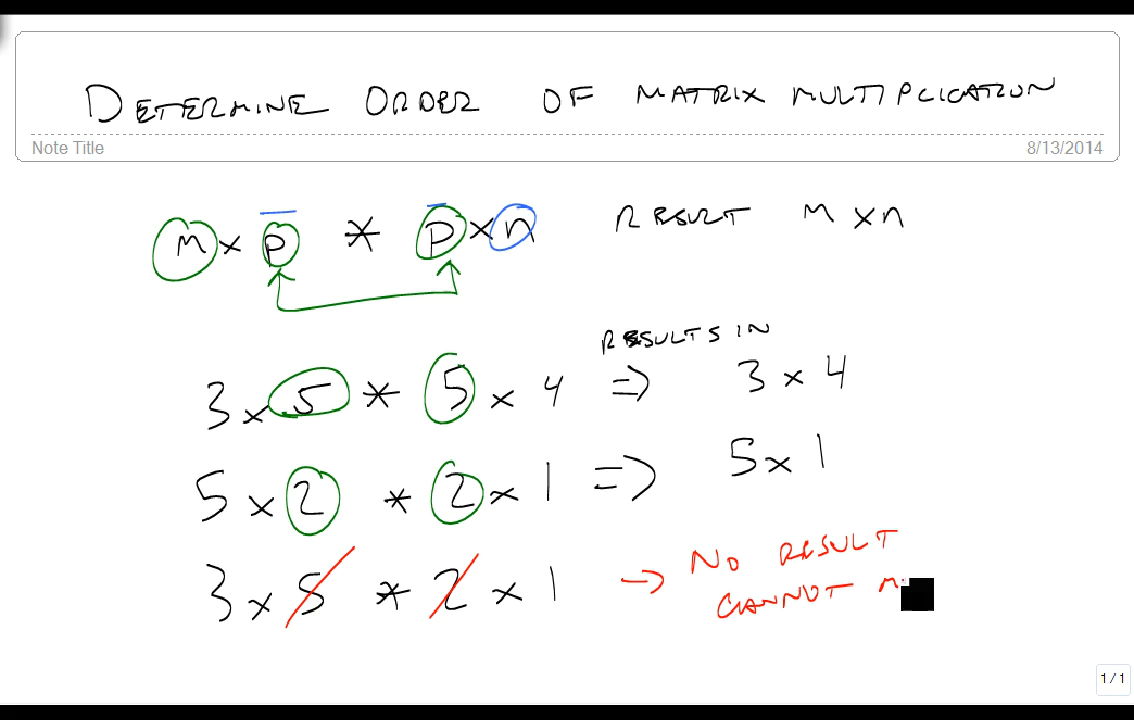 DETERMINE ORDER OF MATRIX MULTIPLICATION
Note Title 8/13/2014
m x p * p x n RESULT m x n
RESULTS IN
3 x 5 * 5 x 4 => 3 x 4
5 x 2 * 2 x 1 => 5 x 1
3 x 5 * 2 x 1 → NO RESULT
CANNOT M
1/1